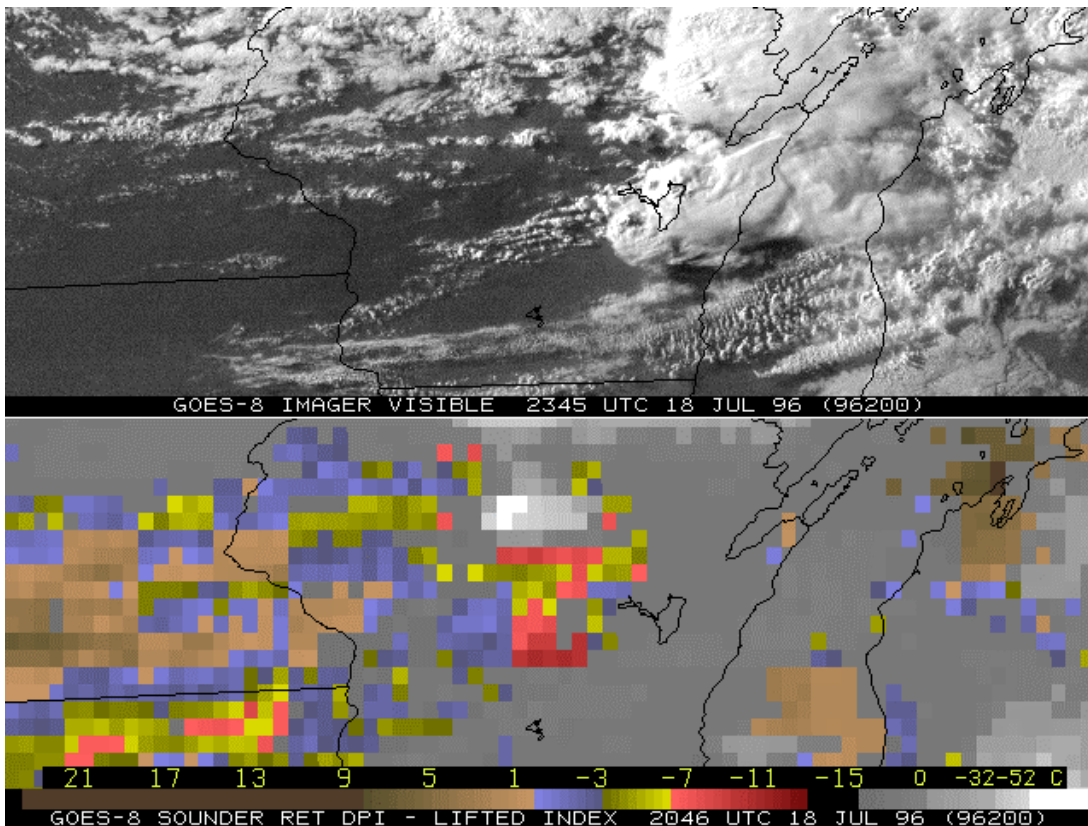 GOES-8 IMAGER VISIBLE 2345 UTC 18 JUL 96 (96200)
21 17 13 9 5 1 -3 -7 -11 -15 0 -32-52 C
GOES-8 SOUNDER RET DPI - LIFTED INDEX 2046 UTC 18 JUL 96 (96200)